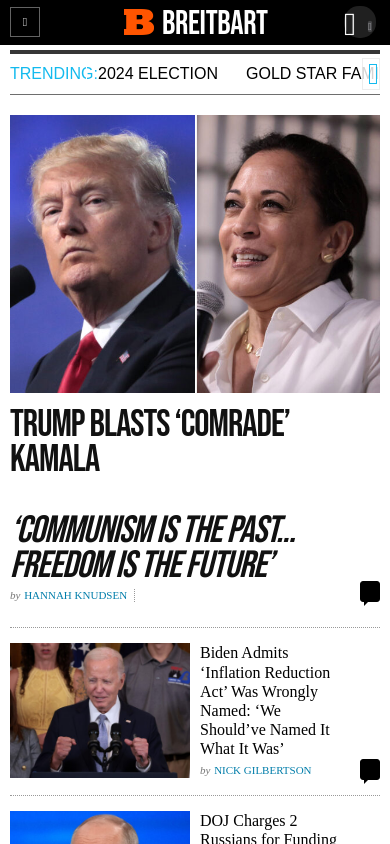 B BREITBART
TRENDING: 2024 ELECTION GOLD STAR FAM
TRUMP BLASTS ‘COMRADE’
KAMALA
‘COMMUNISM IS THE PAST…
FREEDOM IS THE FUTURE’
by HANNAH KNUDSEN
Biden Admits
‘Inflation Reduction
Act’ Was Wrongly
Named: ‘We
Should’ve Named It
What It Was’
by NICK GILBERTSON
DOJ Charges 2
Russians for Funding